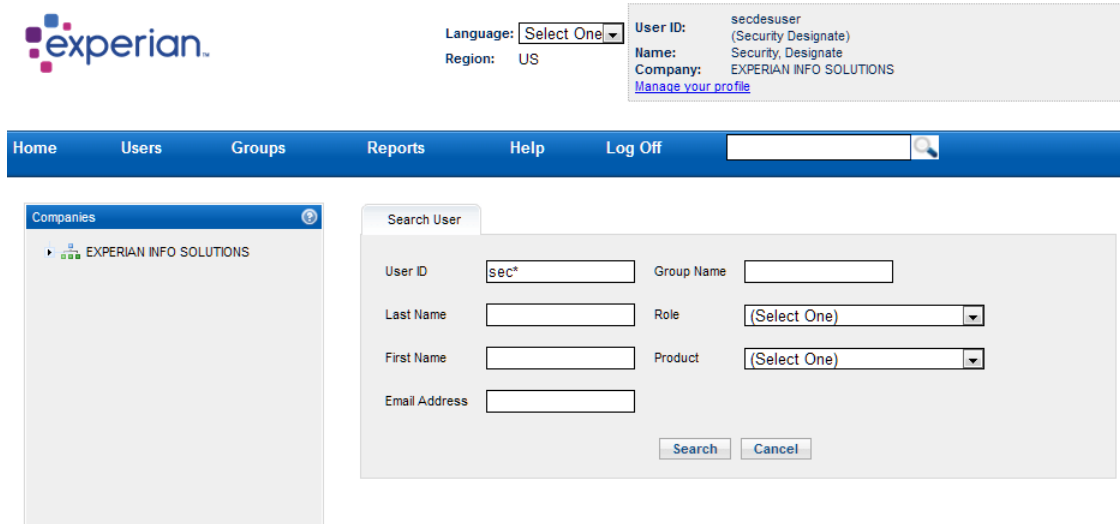 experian™
Language: Select One
Region: US
User ID: secdesuser
(Security Designate)
Name: Security, Designate
Company: EXPERIAN INFO SOLUTIONS
Manage your profile
Home Users Groups Reports Help Log Off
Companies
EXPERIAN INFO SOLUTIONS
Search User
User ID sec* Group Name
Last Name Role (Select One)
First Name Product (Select One)
Email Address
Search Cancel